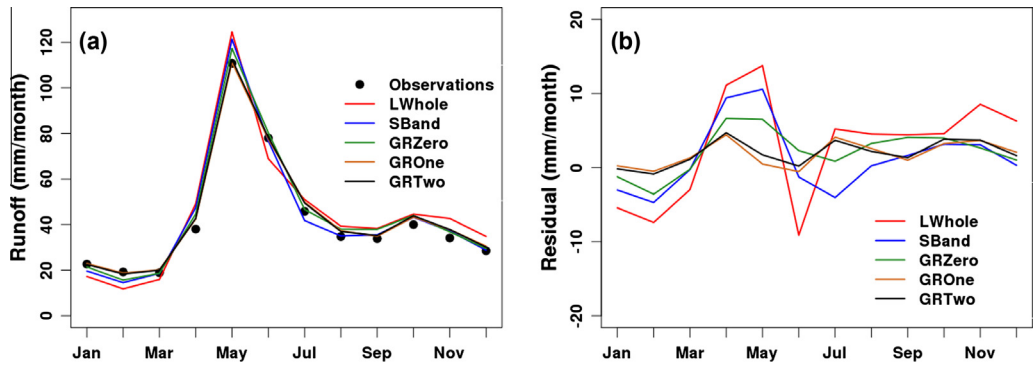 (a)
Runoff (mm/month)
120
100
80
60
40
20
0
Jan Mar May Jul Sep Nov
Observations
LWhole
SBand
GRZero
GROne
GRTwo
(b)
Residual (mm/month)
20
10
0
-10
-20
Jan Mar May Jul Sep Nov
LWhole
SBand
GRZero
GROne
GRTwo